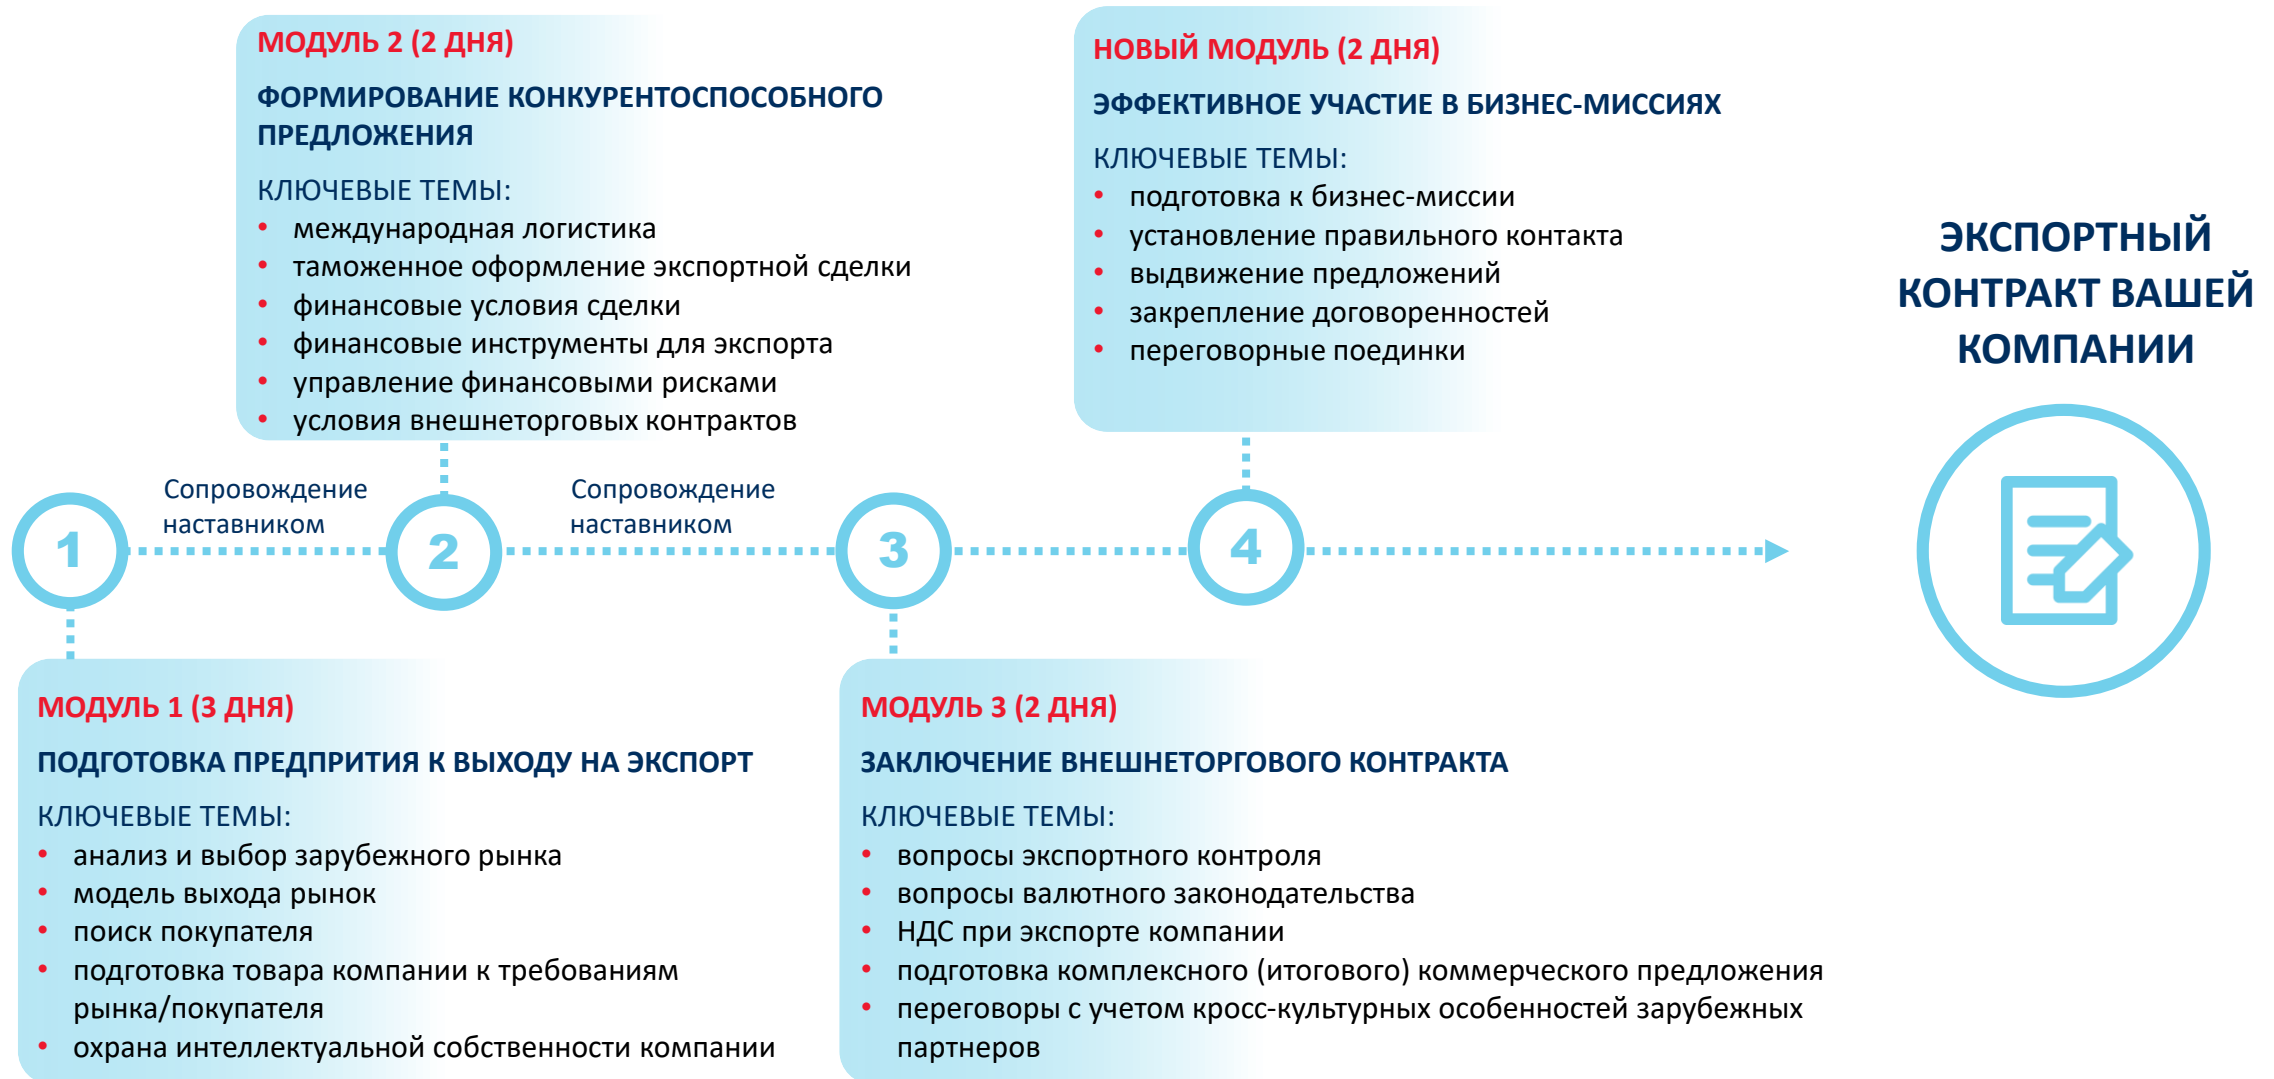 МОДУЛЬ 2 (2 ДНЯ)
ФОРМИРОВАНИЕ КОНКУРЕНТОСПОСОБНОГО
ПРЕДЛОЖЕНИЯ
КЛЮЧЕВЫЕ ТЕМЫ:
• международная логистика
• таможенное оформление экспортной сделки
• финансовые условия сделки
• финансовые инструменты для экспорта
• управление финансовыми рисками
• условия внешнеторговых контрактов
НОВЫЙ МОДУЛЬ (2 ДНЯ)
ЭФФЕКТИВНОЕ УЧАСТИЕ В БИЗНЕС-МИССИЯХ
КЛЮЧЕВЫЕ ТЕМЫ:
• подготовка к бизнес-миссии
• установление правильного контакта
• выдвижение предложений
• закрепление договоренностей
• переговорные поединки
ЭКСПОРТНЫЙ
КОНТРАКТ ВАШЕЙ
КОМПАНИИ
1
Сопровождение
наставником
2
Сопровождение
наставником
3
4
МОДУЛЬ 1 (3 ДНЯ)
ПОДГОТОВКА ПРЕДПРИТИЯ К ВЫХОДУ НА ЭКСПОРТ
КЛЮЧЕВЫЕ ТЕМЫ:
• анализ и выбор зарубежного рынка
• модель выхода рынок
• поиск покупателя
• подготовка товара компании к требованиям
рынка/покупателя
• охрана интеллектуальной собственности компании
МОДУЛЬ 3 (2 ДНЯ)
ЗАКЛЮЧЕНИЕ ВНЕШНЕТОРГОВОГО КОНТРАКТА
КЛЮЧЕВЫЕ ТЕМЫ:
• вопросы экспортного контроля
• вопросы валютного законодательства
• НДС при экспорте компании
• подготовка комплексного (итогового) коммерческого предложения
• переговоры с учетом кросс-культурных особенностей зарубежных
партнеров